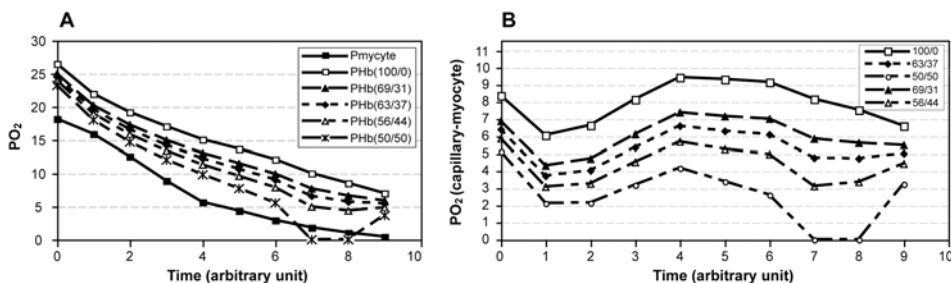 A
PO2
30
25
20
15
10
5
0
0 2 4 6 8 10
Time (arbitrary unit)
Pmycyte
PHb(100/0)
PHb(69/31)
PHb(63/37)
PHb(56/44)
PHb(50/50)
B
PO2 (capillary-myocyte)
11
10
9
8
7
6
5
4
3
2
1
0
0 1 2 3 4 5 6 7 8 9 10
Time (arbitrary unit)
100/0
63/37
50/50
69/31
56/44